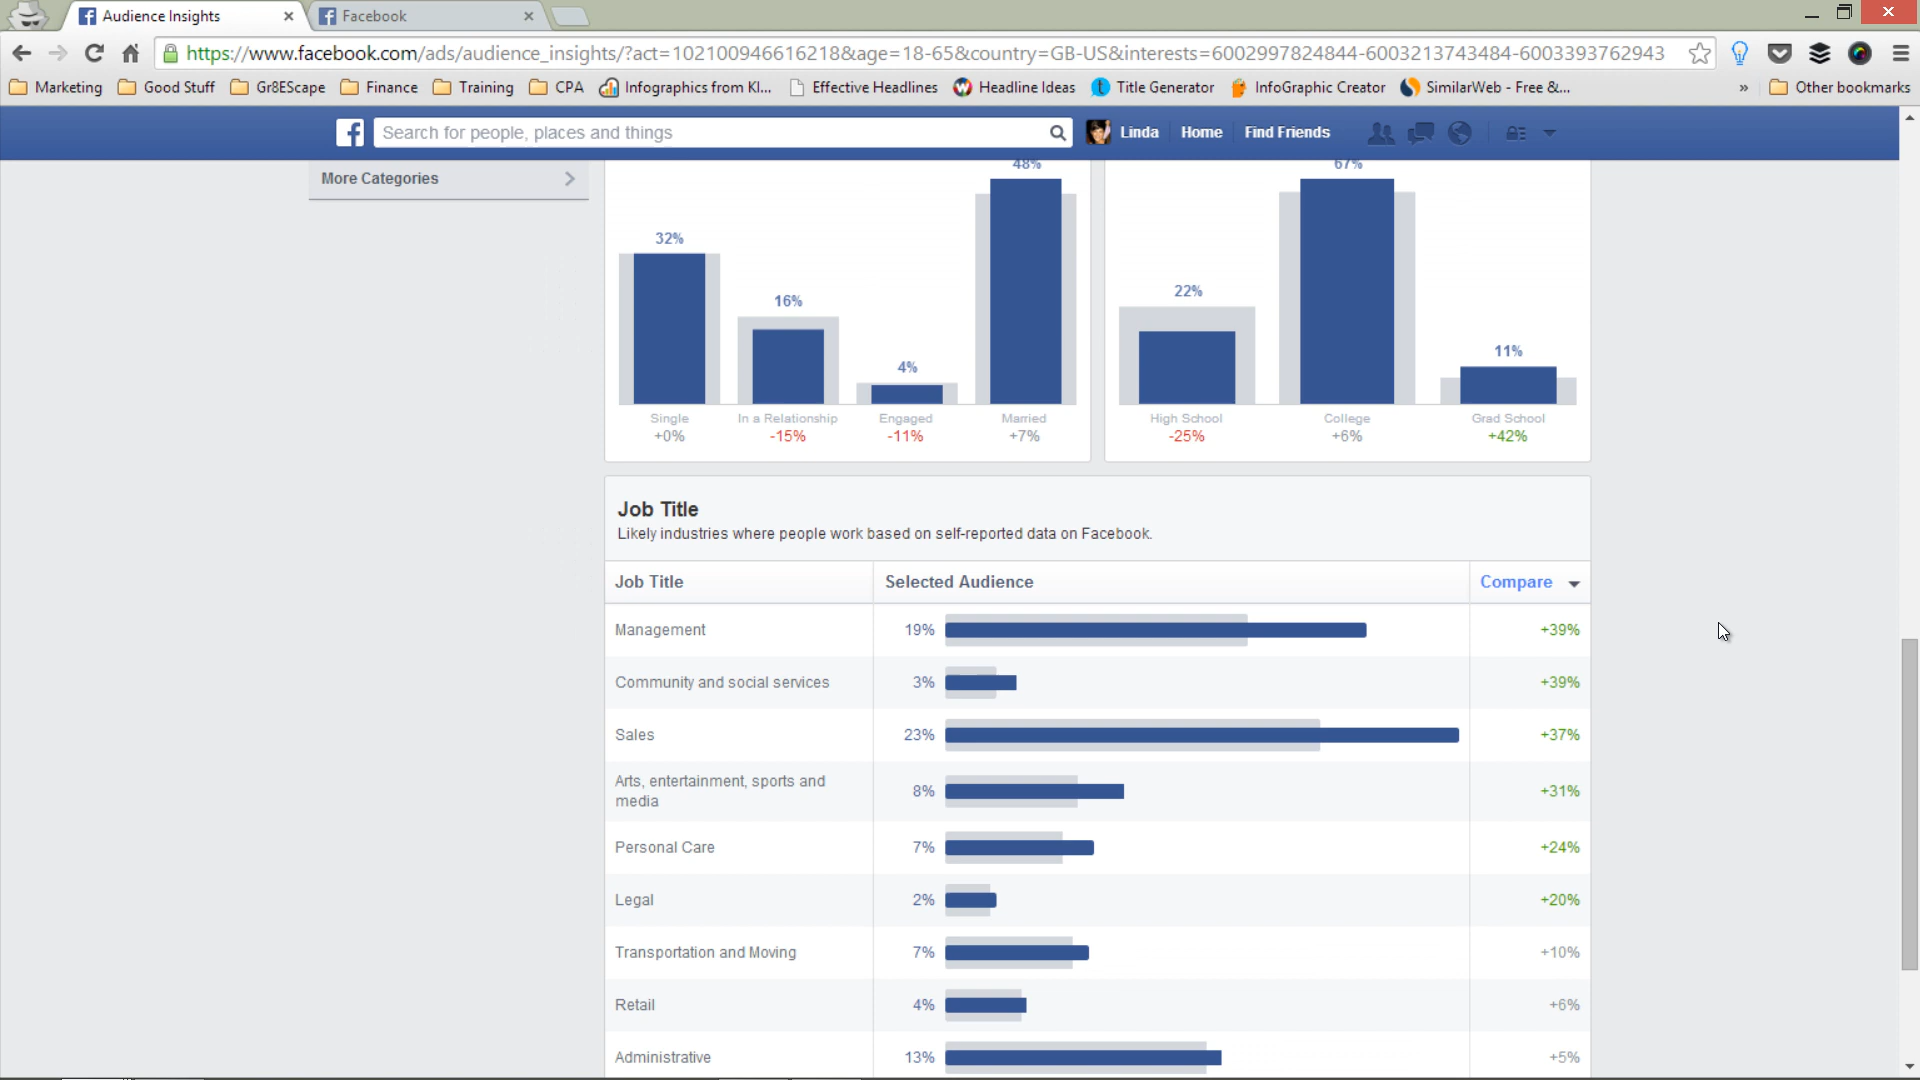 Audience Insights
Facebook
https://www.facebook.com/ads/audience_insights/?act=102100946616218&age=18-65&country=GB-US&interests=6002997824844-6003213743484-6003393762943
Marketing Good Stuff Gr8EScape Finance Training CPA Infographics from Kl... Effective Headlines Headline Ideas Title Generator InfoGraphic Creator SimilarWeb - Free &... » Other bookmarks
Search for people, places and things
Linda Home Find Friends
More Categories
48%
32%
16%
4%
Single In a Relationship Engaged Married
+0% -15% -11% +7%
67%
22%
11%
High School College Grad School
-25% +6% +42%
Job Title
Likely industries where people work based on self-reported data on Facebook.
Job Title Selected Audience Compare
Management 19% +39%
Community and social services 3% +39%
Sales 23% +37%
Arts, entertainment, sports and
media 8% +31%
Personal Care 7% +24%
Legal 2% +20%
Transportation and Moving 7% +10%
Retail 4% +6%
Administrative 13% +5%